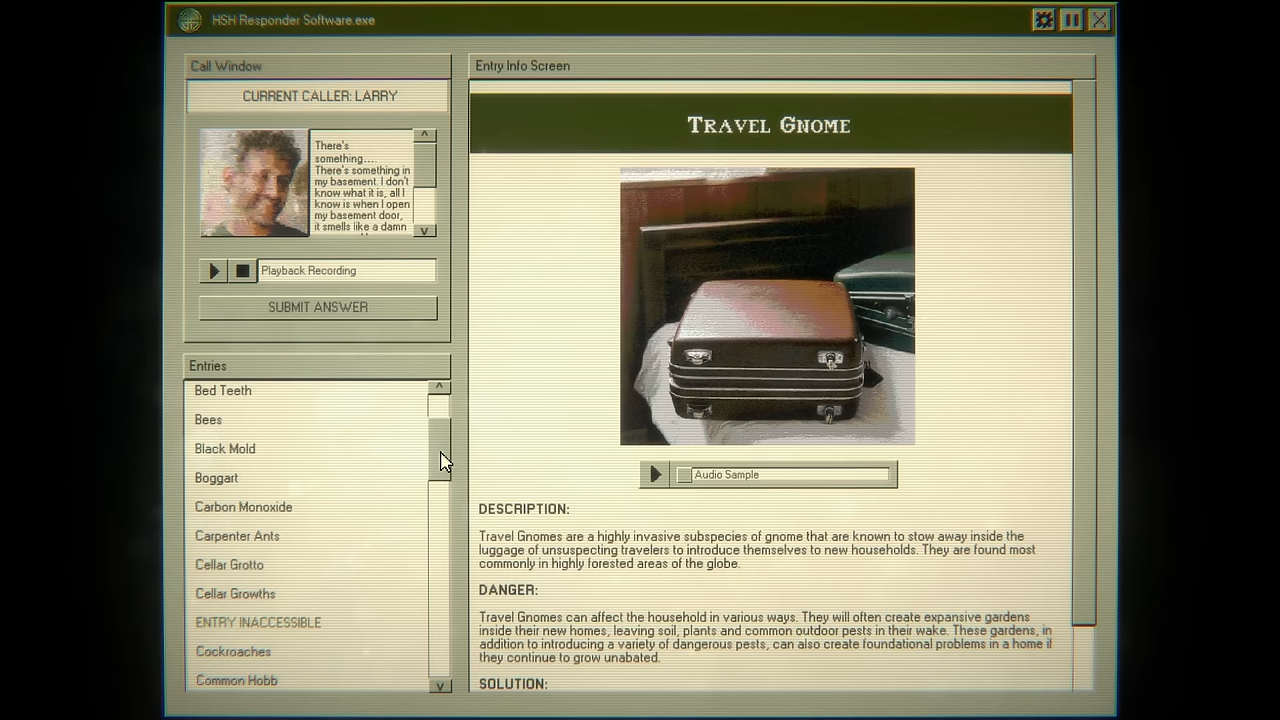 HSH Responder Software.exe
Call Window
CURRENT CALLER: LARRY
There's
something....
There's something in
my basement. I don't
know what it is, all I
know is when I open
my basement door,
it smells like a damn
Playback Recording
SUBMIT ANSWER
Entries
Bed Teeth
Bees
Black Mold
Boggart
Carbon Monoxide
Carpenter Ants
Cellar Grotto
Cellar Growths
ENTRY INACCESSIBLE
Cockroaches
Common Hobb
Entry Info Screen
Travel Gnome
Audio Sample
DESCRIPTION:
Travel Gnomes are a highly invasive subspecies of gnome that are known to stow away inside the
luggage of unsuspecting travelers to introduce themselves to new households. They are found most
commonly in highly forested areas of the globe.
DANGER:
Travel Gnomes can affect the household in various ways. They will often create expansive gardens
inside their new homes, leaving soil, plants and common outdoor pests in their wake. These gardens, in
addition to introducing a variety of dangerous pests, can also create foundational problems in a home if
they continue to grow unabated.
SOLUTION: